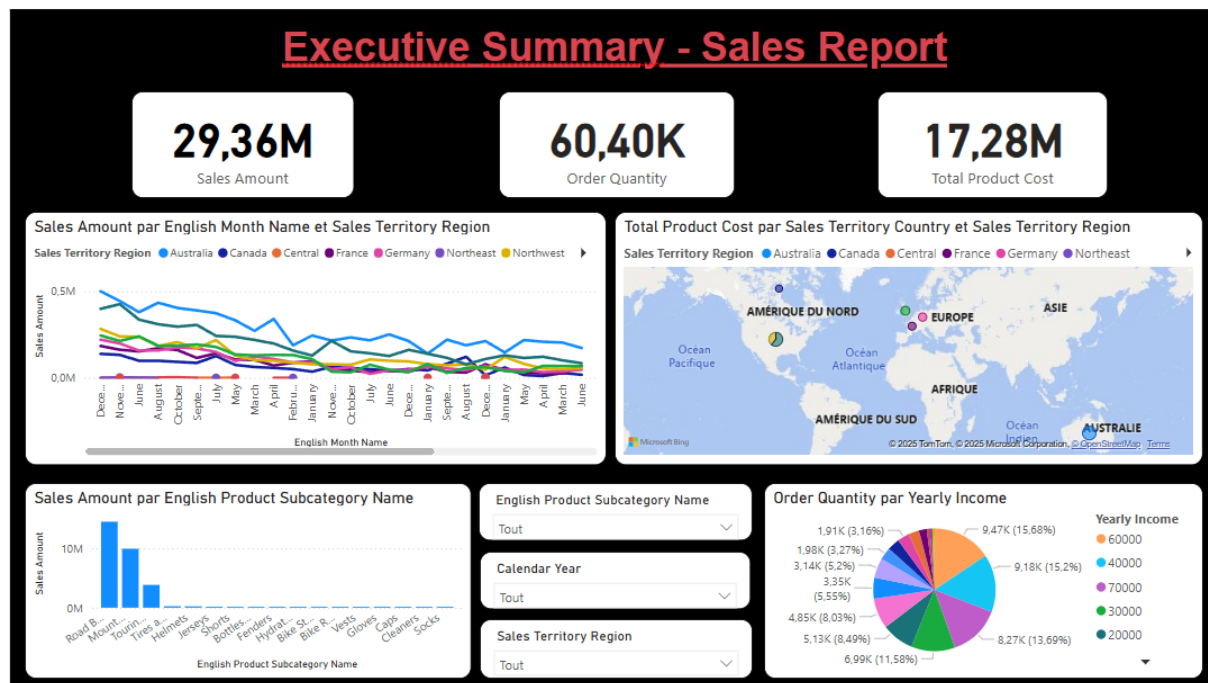 Executive Summary - Sales Report
29,36M
Sales Amount
60,40K
Order Quantity
17,28M
Total Product Cost
Sales Amount par English Month Name et Sales Territory Region
Sales Territory Region Australia Canada Central France Germany Northeast Northwest
Sales Amount
0,5M
0,0M
Dece...
Nove...
June
August
October
Septe...
July
May
March
April
Febru...
January
Nove...
October
July
June
Dece...
January
Septe...
August
Dece...
January
May
April
March
June
English Month Name
Total Product Cost par Sales Territory Country et Sales Territory Region
Sales Territory Region Australia Canada Central France Germany Northeast
AMÉRIQUE DU NORD
EUROPE
ASIE
Océan
Pacifique
Océan
Atlantique
AFRIQUE
AMÉRIQUE DU SUD
Océan
Indien
AUSTRALIE
Microsoft Bing
© 2025 TomTom, © 2025 Microsoft Corporation, © OpenStreetMap Terms
Sales Amount par English Product Subcategory Name
Sales Amount
10M
0M
Road B...
Mount...
Tourin...
Tires a...
Helmets
Jerseys
Shorts
Bottles...
Fenders
Hydrat...
Bike St...
Bike R...
Vests
Gloves
Caps
Cleaners
Socks
English Product Subcategory Name
English Product Subcategory Name
Tout
Calendar Year
Tout
Sales Territory Region
Tout
Order Quantity par Yearly Income
9,47K (15,68%)
9,18K (15,2%)
8,27K (13,69%)
6,99K (11,58%)
5,13K (8,49%)
4,85K (8,03%)
3,35K
(5,55%)
3,14K (5,2%)
1,98K (3,27%)
1,91K (3,16%)
Yearly Income
60000
40000
70000
30000
20000